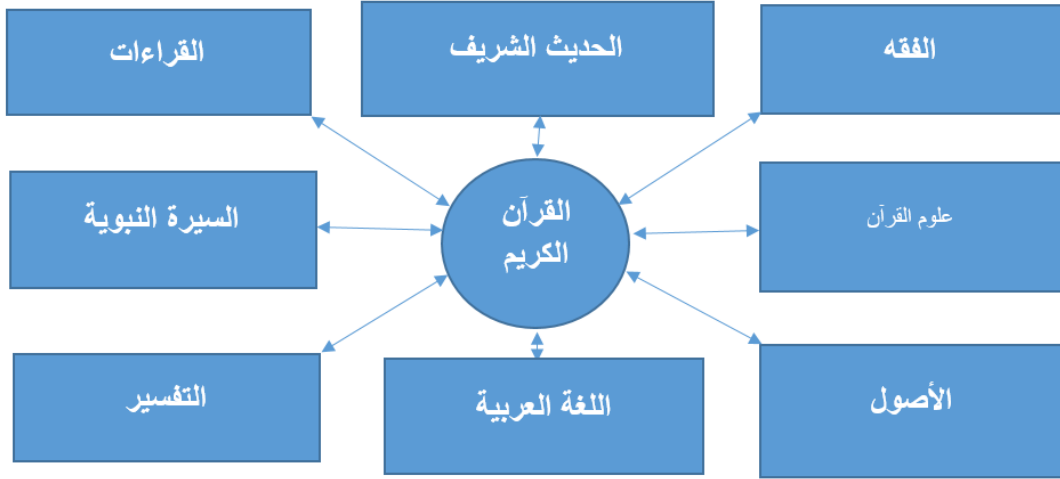 الفقه
الحديث الشريف
القراءات
علوم القرآن
القرآن
الكريم
السيرة النبوية
الأصول
اللغة العربية
التفسير